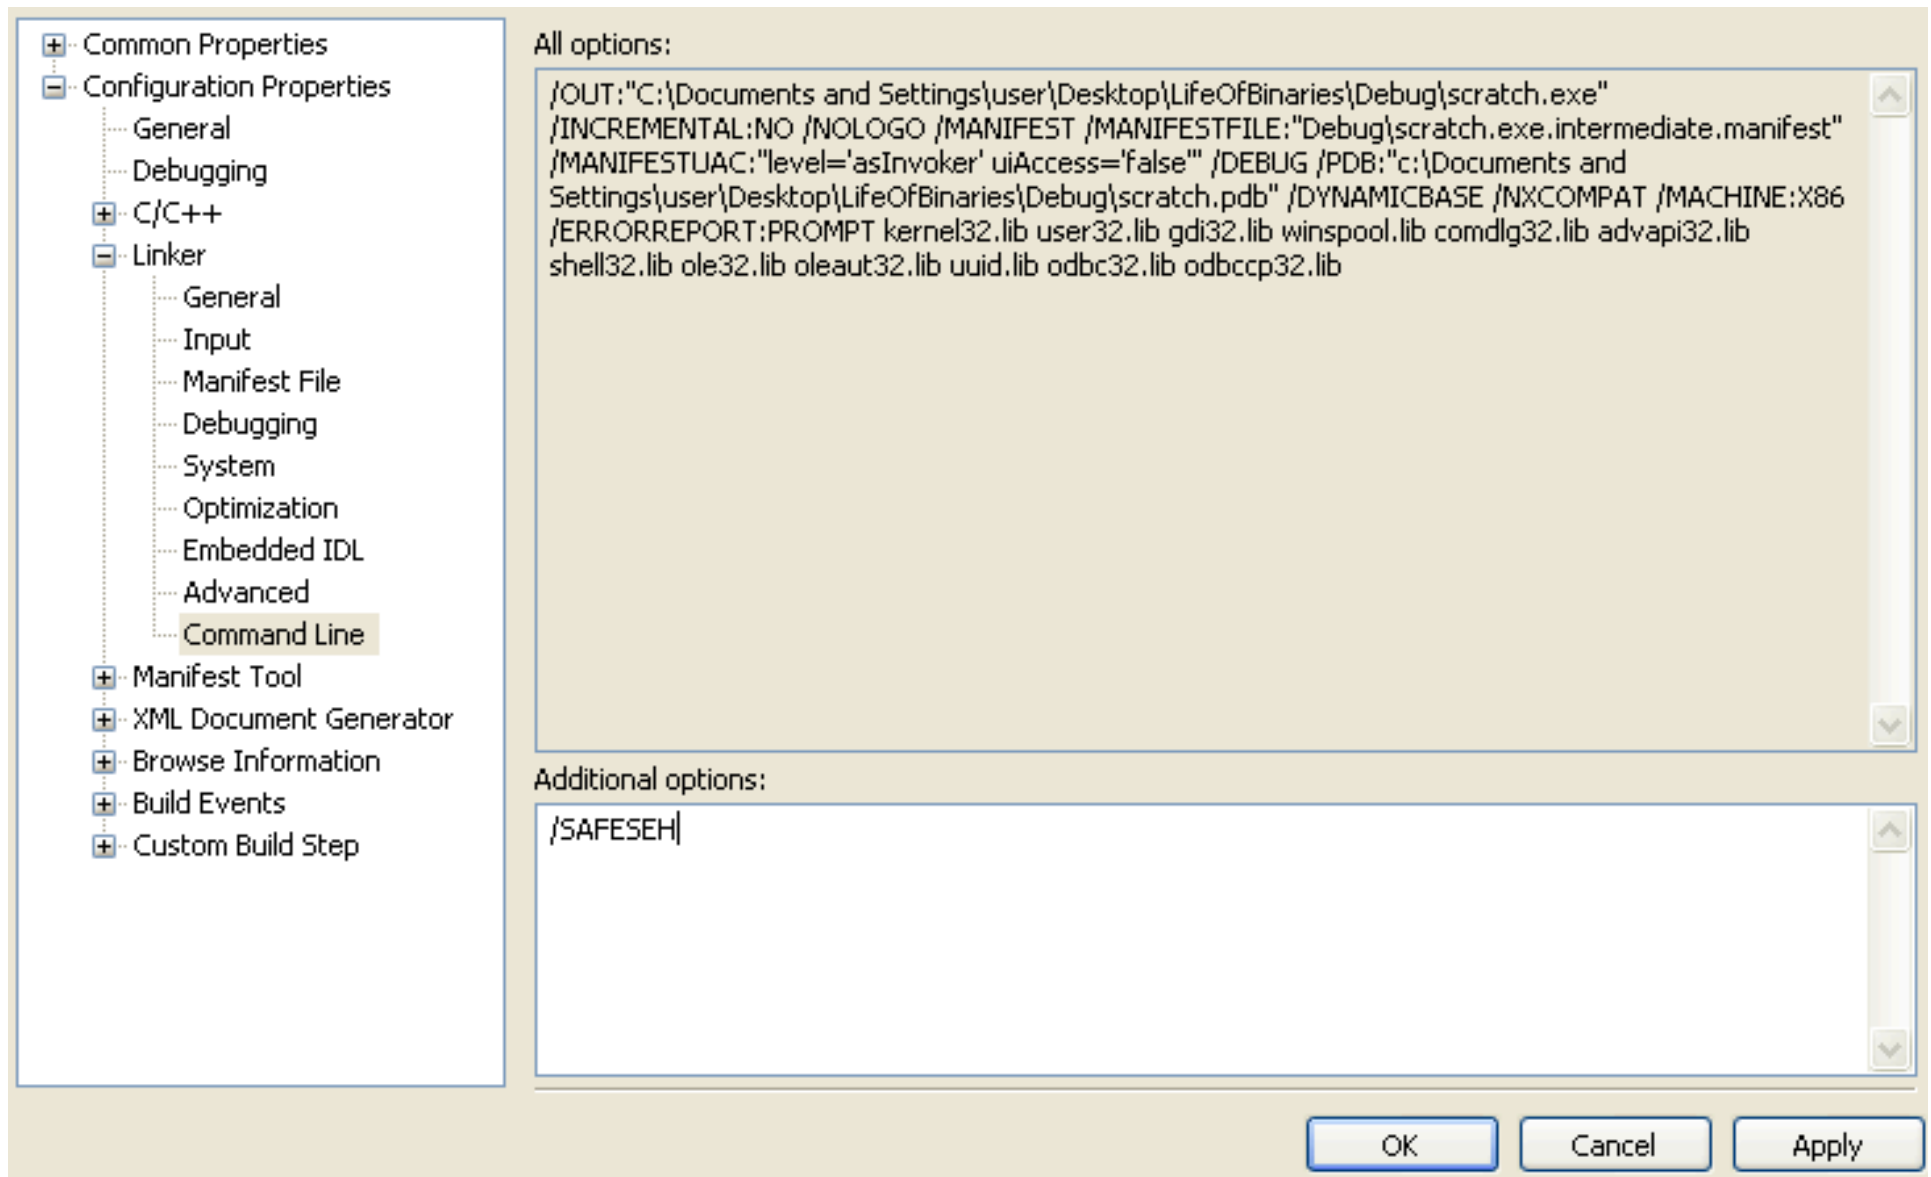 Common Properties
Configuration Properties
General
Debugging
C/C++
Linker
General
Input
Manifest File
Debugging
System
Optimization
Embedded IDL
Advanced
Command Line
Manifest Tool
XML Document Generator
Browse Information
Build Events
Custom Build Step
All options:
/OUT:"C:\Documents and Settings\user\Desktop\LifeOfBinaries\Debug\scratch.exe"
/INCREMENTAL:NO /NOLOGO /MANIFEST /MANIFESTFILE:"Debug\scratch.exe.intermediate.manifest"
/MANIFESTUAC:"level='asInvoker' uiAccess='false'" /DEBUG /PDB:"c:\Documents and
Settings\user\Desktop\LifeOfBinaries\Debug\scratch.pdb" /DYNAMICBASE /NXCOMPAT /MACHINE:X86
/ERRORREPORT:PROMPT kernel32.lib user32.lib gdi32.lib winspool.lib comdlg32.lib advapi32.lib
shell32.lib ole32.lib oleaut32.lib uuid.lib odbc32.lib odbccp32.lib
Additional options:
/SAFESEH
OK
Cancel
Apply